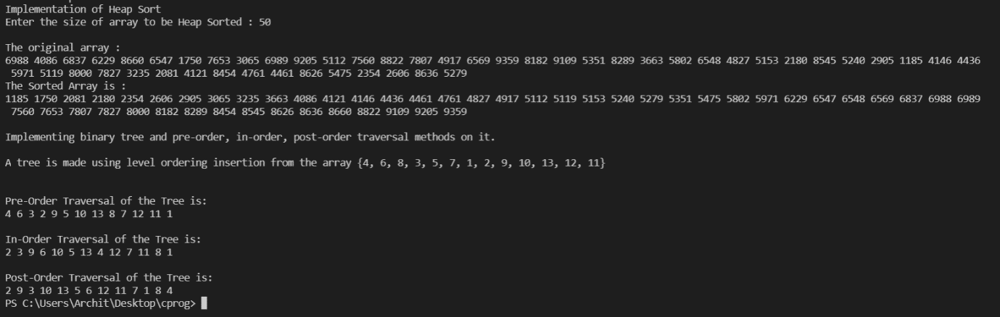 Implementation of Heap Sort
Enter the size of array to be Heap Sorted : 50
The original array :
6988 4086 6837 6229 8660 6547 1750 7653 3065 6989 9205 5112 7560 8822 7807 4917 6569 9359 8182 9109 5351 8289 3663 5802 6548 4827 5153 2180 8545 5240 2905 1185 4146 4436
5971 5119 8000 7827 3235 2081 4121 8454 4761 4461 8626 5475 2354 2606 8636 5279
The Sorted Array is :
1185 1750 2081 2180 2354 2606 2905 3065 3235 3663 4086 4121 4146 4436 4461 4761 4827 4917 5112 5119 5153 5240 5279 5351 5475 5802 5971 6229 6547 6548 6569 6837 6988 6989
7560 7653 7807 7827 8000 8182 8289 8454 8545 8626 8636 8660 8822 9109 9205 9359
Implementing binary tree and pre-order, in-order, post-order traversal methods on it.
A tree is made using level ordering insertion from the array {4, 6, 8, 3, 5, 7, 1, 2, 9, 10, 13, 12, 11}
Pre-Order Traversal of the Tree is:
4 6 3 2 9 5 10 13 8 7 12 11 1
In-Order Traversal of the Tree is:
2 3 9 6 10 5 13 4 12 7 11 8 1
Post-Order Traversal of the Tree is:
2 9 3 10 13 5 6 12 11 7 1 8 4
PS C:\Users\Archit\Desktop\cprog>